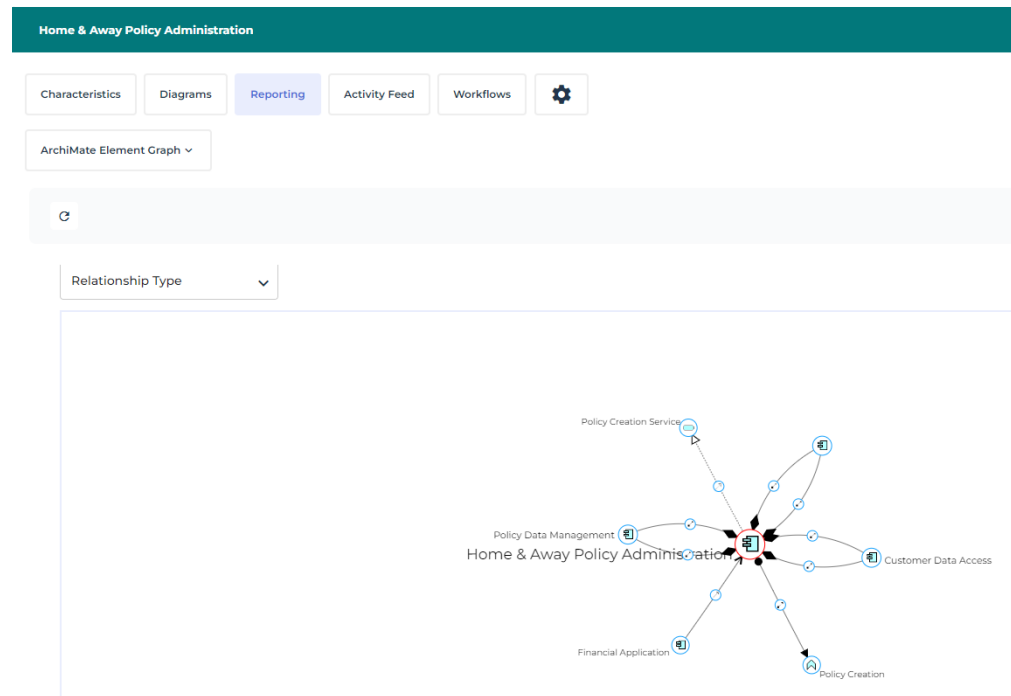 Home & Away Policy Administration
Characteristics
Diagrams
Reporting
Activity Feed
Workflows
ArchiMate Element Graph
Relationship Type
Policy Creation Service
Policy Data Management
Home & Away Policy Administration
Customer Data Access
Financial Application
Policy Creation